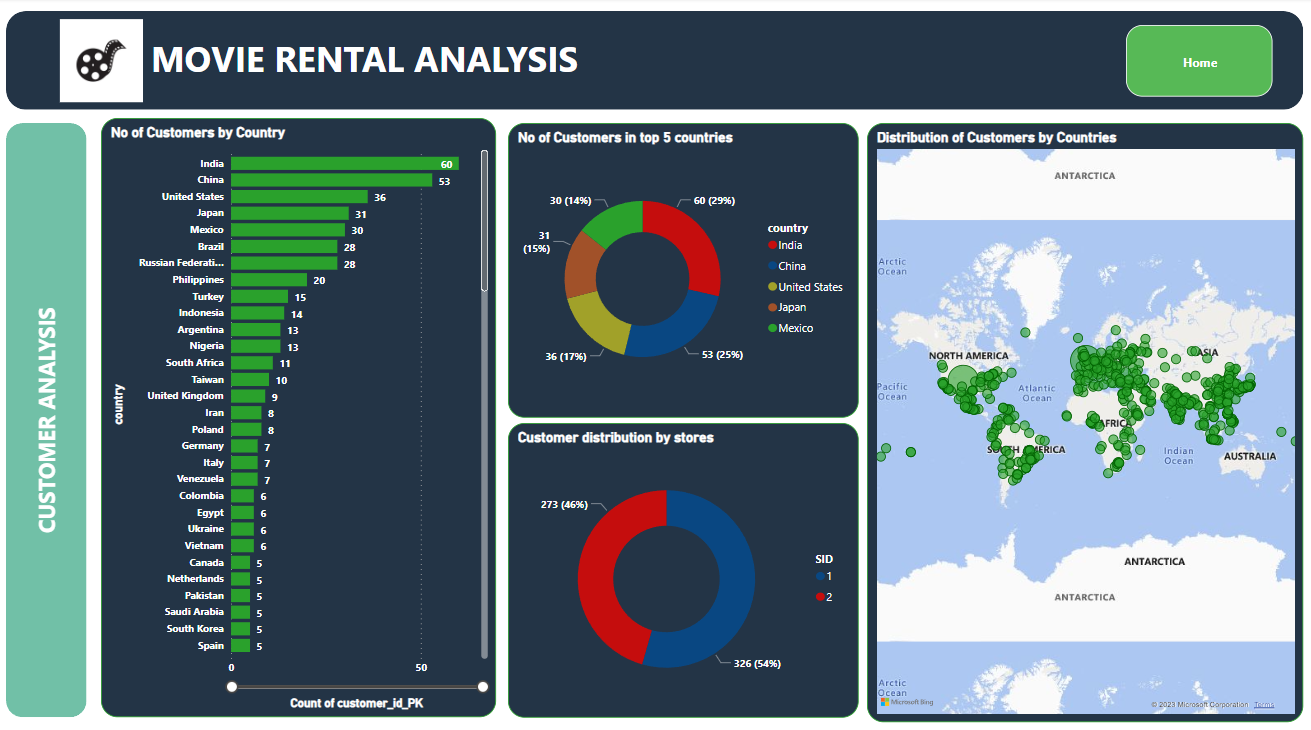 MOVIE RENTAL ANALYSIS
Home
CUSTOMER ANALYSIS
No of Customers by Country
country
India 60
China 53
United States 36
Japan 31
Mexico 30
Brazil 28
Russian Federati... 28
Philippines 20
Turkey 15
Indonesia 14
Argentina 13
Nigeria 13
South Africa 11
Taiwan 10
United Kingdom 9
Iran 8
Poland 8
Germany 7
Italy 7
Venezuela 7
Colombia 6
Egypt 6
Ukraine 6
Vietnam 6
Canada 5
Netherlands 5
Pakistan 5
Saudi Arabia 5
South Korea 5
Spain 5
0 50
Count of customer_id_PK
No of Customers in top 5 countries
30 (14%)
60 (29%)
31
(15%)
36 (17%)
53 (25%)
country
India
China
United States
Japan
Mexico
Customer distribution by stores
273 (46%)
326 (54%)
SID
1
2
Distribution of Customers by Countries
ANTARCTICA
Arctic
Ocean
NORTH AMERICA
ASIA
Pacific
Ocean
Atlantic
Ocean
AFRICA
SOUTH AMERICA
Indian
Ocean
AUSTRALIA
ANTARCTICA
ANTARCTICA
Arctic
Ocean
Microsoft Bing
© 2023 Microsoft Corporation Terms